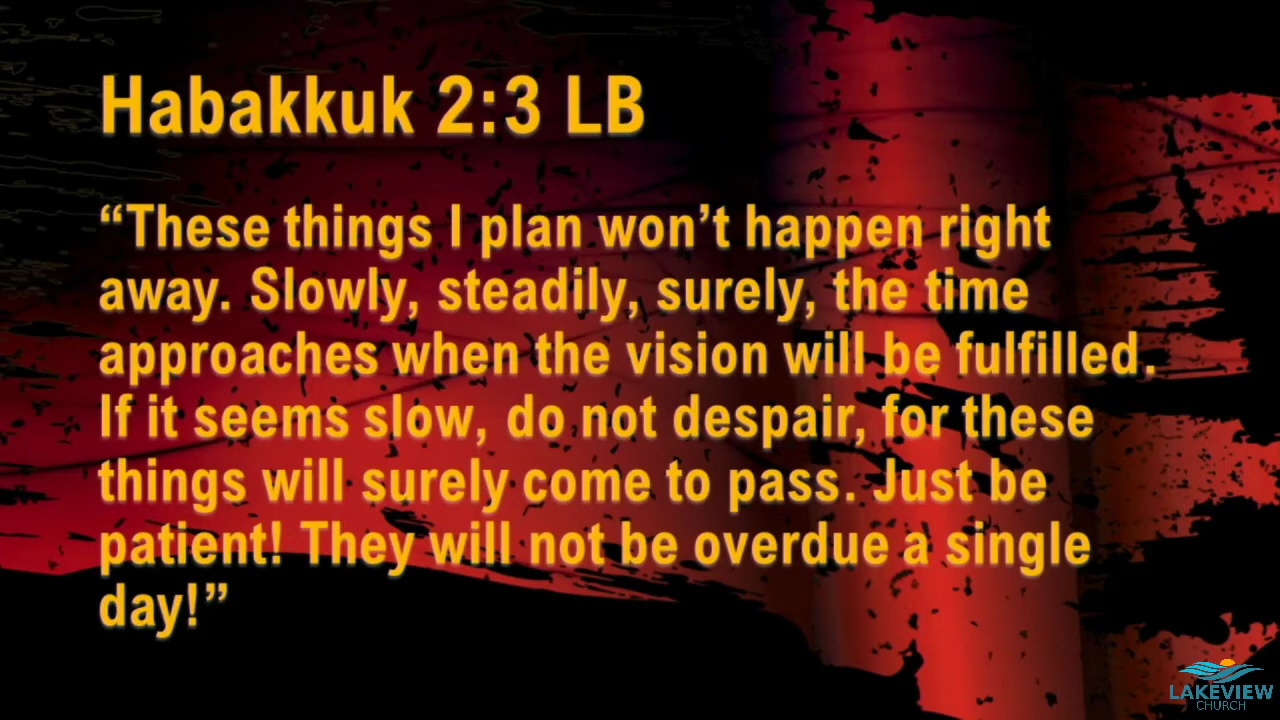 Habakkuk 2:3 LB
“These things I plan won’t happen right
away. Slowly, steadily, surely, the time
approaches when the vision will be fulfilled.
If it seems slow, do not despair, for these
things will surely come to pass. Just be
patient! They will not be overdue a single
day!”
LAKEVIEW
CHURCH